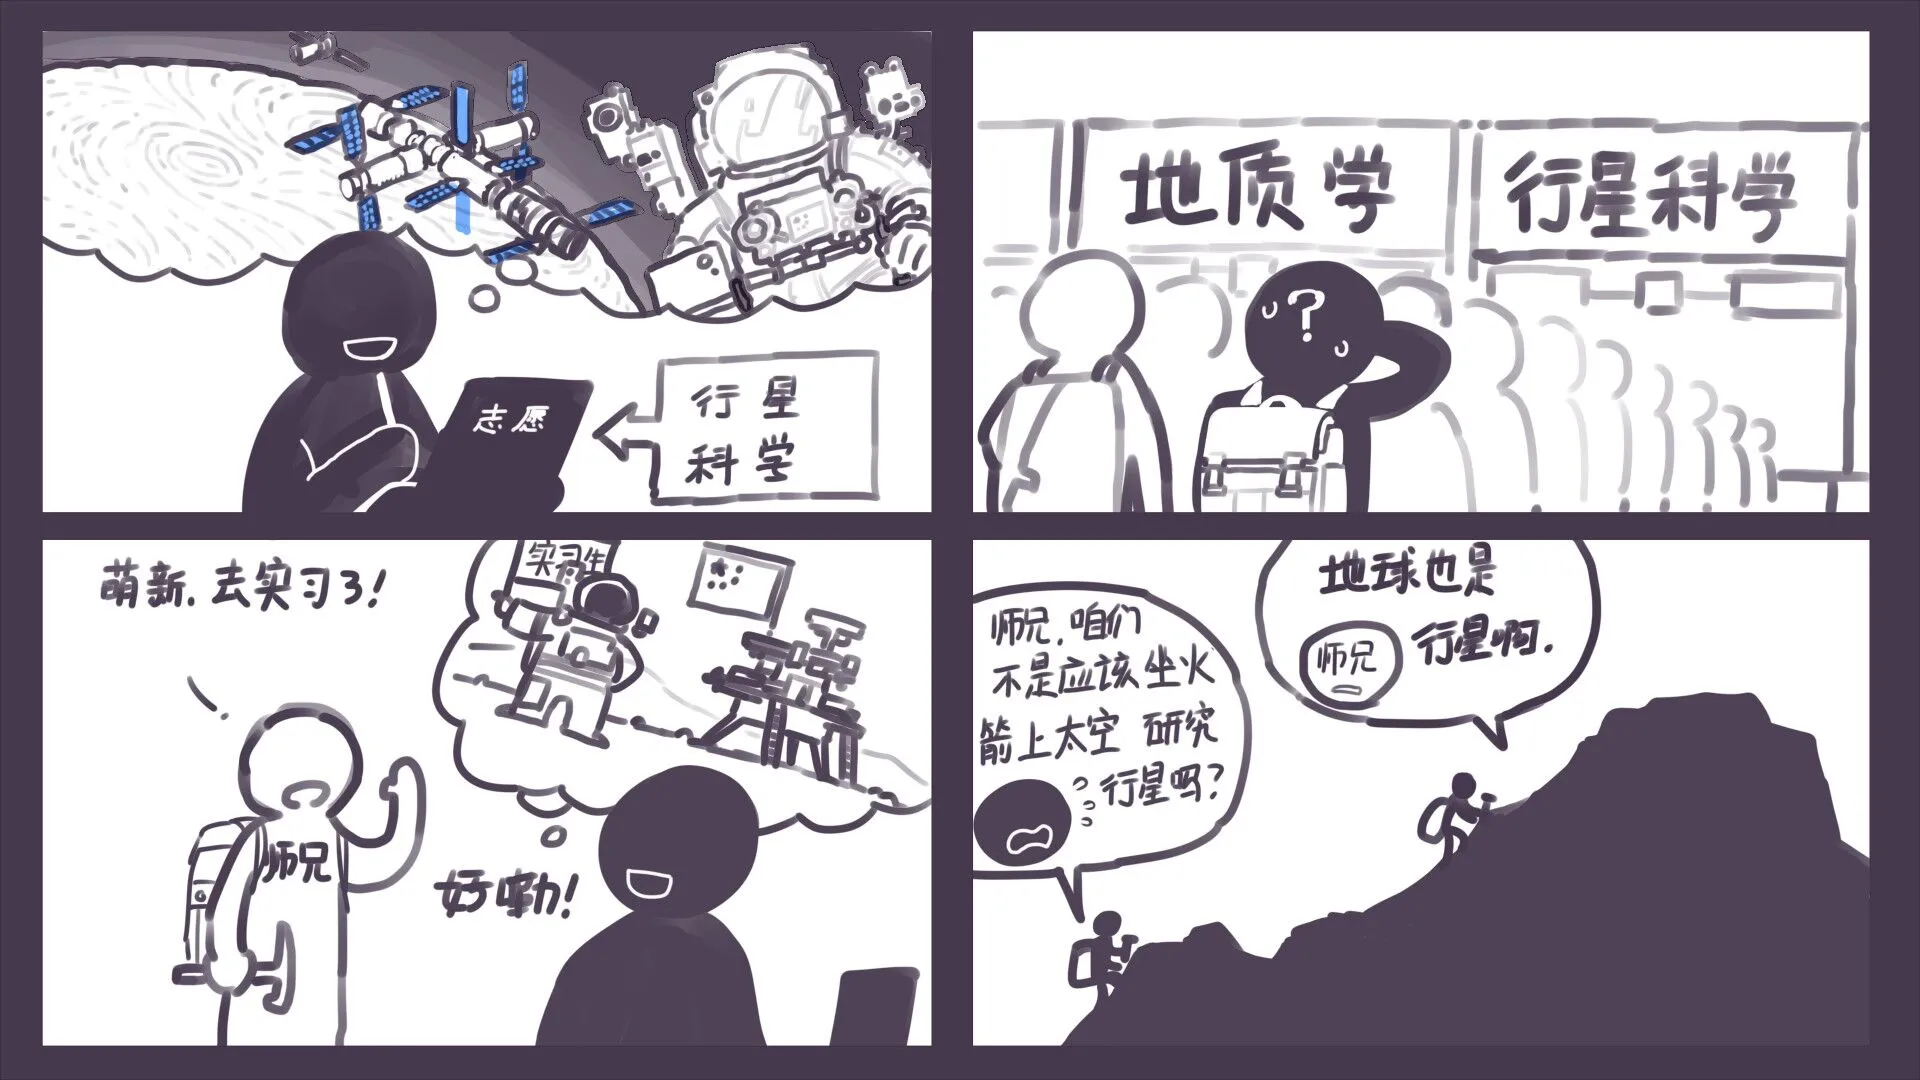 志愿
行星
科学
地质学
行星科学
萌新.去实习了!
实习生
师兄
好嘞!
师兄,咱们
不是应该坐火
箭上太空 研究
行星吗?
地球也是
行星啊.
师兄